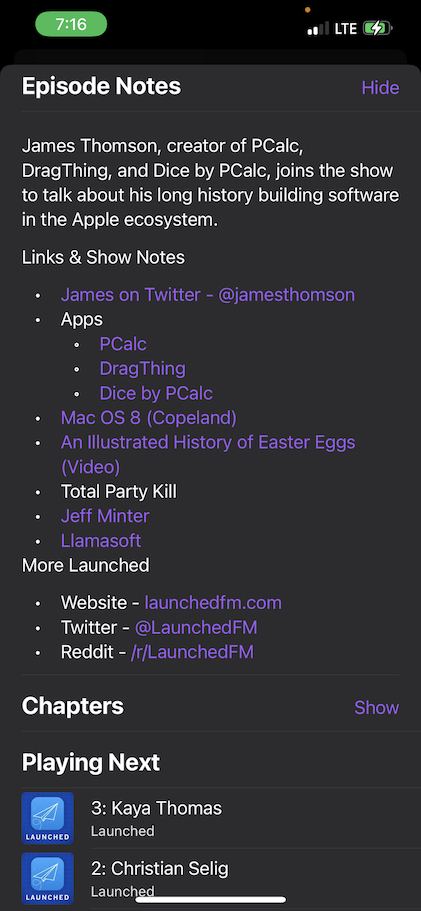 7:16
LTE
Episode Notes
Hide
James Thomson, creator of PCalc,
DragThing, and Dice by PCalc, joins the show
to talk about his long history building software
in the Apple ecosystem.
Links & Show Notes
• James on Twitter - @jamesthomson
• Apps
◦ PCalc
◦ DragThing
◦ Dice by PCalc
• Mac OS 8 (Copeland)
• An Illustrated History of Easter Eggs
(Video)
• Total Party Kill
• Jeff Minter
• Llamasoft
More Launched
• Website - launchedfm.com
• Twitter - @LaunchedFM
• Reddit - /r/LaunchedFM
Chapters
Show
Playing Next
LAUNCHED
3: Kaya Thomas
Launched
LAUNCHED
2: Christian Selig
Launched